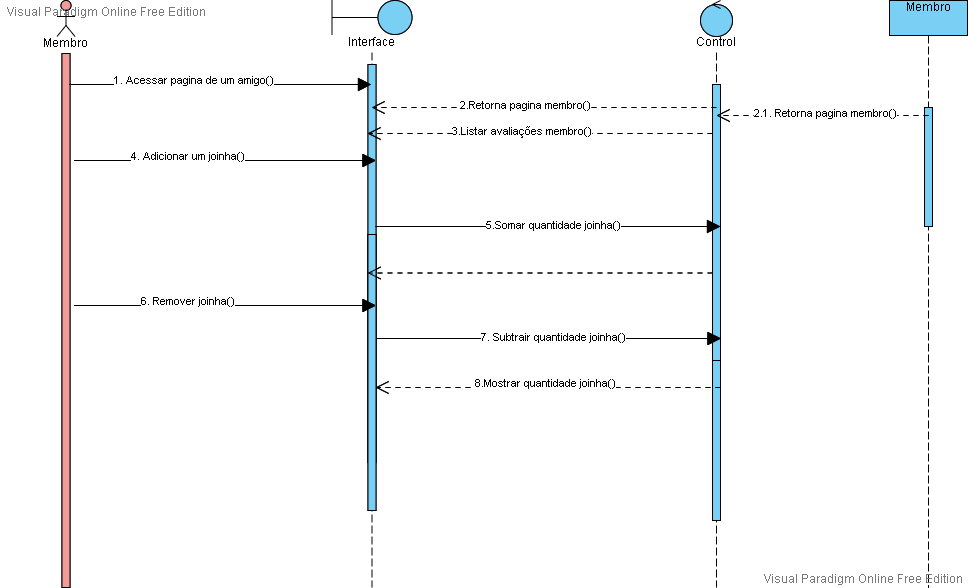 Visual Paradigm Online Free Edition
Membro
Interface
Control
Membro
1. Acessar pagina de um amigo()
2.Retorna pagina membro()
2.1. Retorna pagina membro()
3.Listar avaliações membro()
4. Adicionar um joinha()
5.Somar quantidade joinha()
6. Remover joinha()
7. Subtrair quantidade joinha()
8.Mostrar quantidade joinha()
Visual Paradigm Online Free Edition